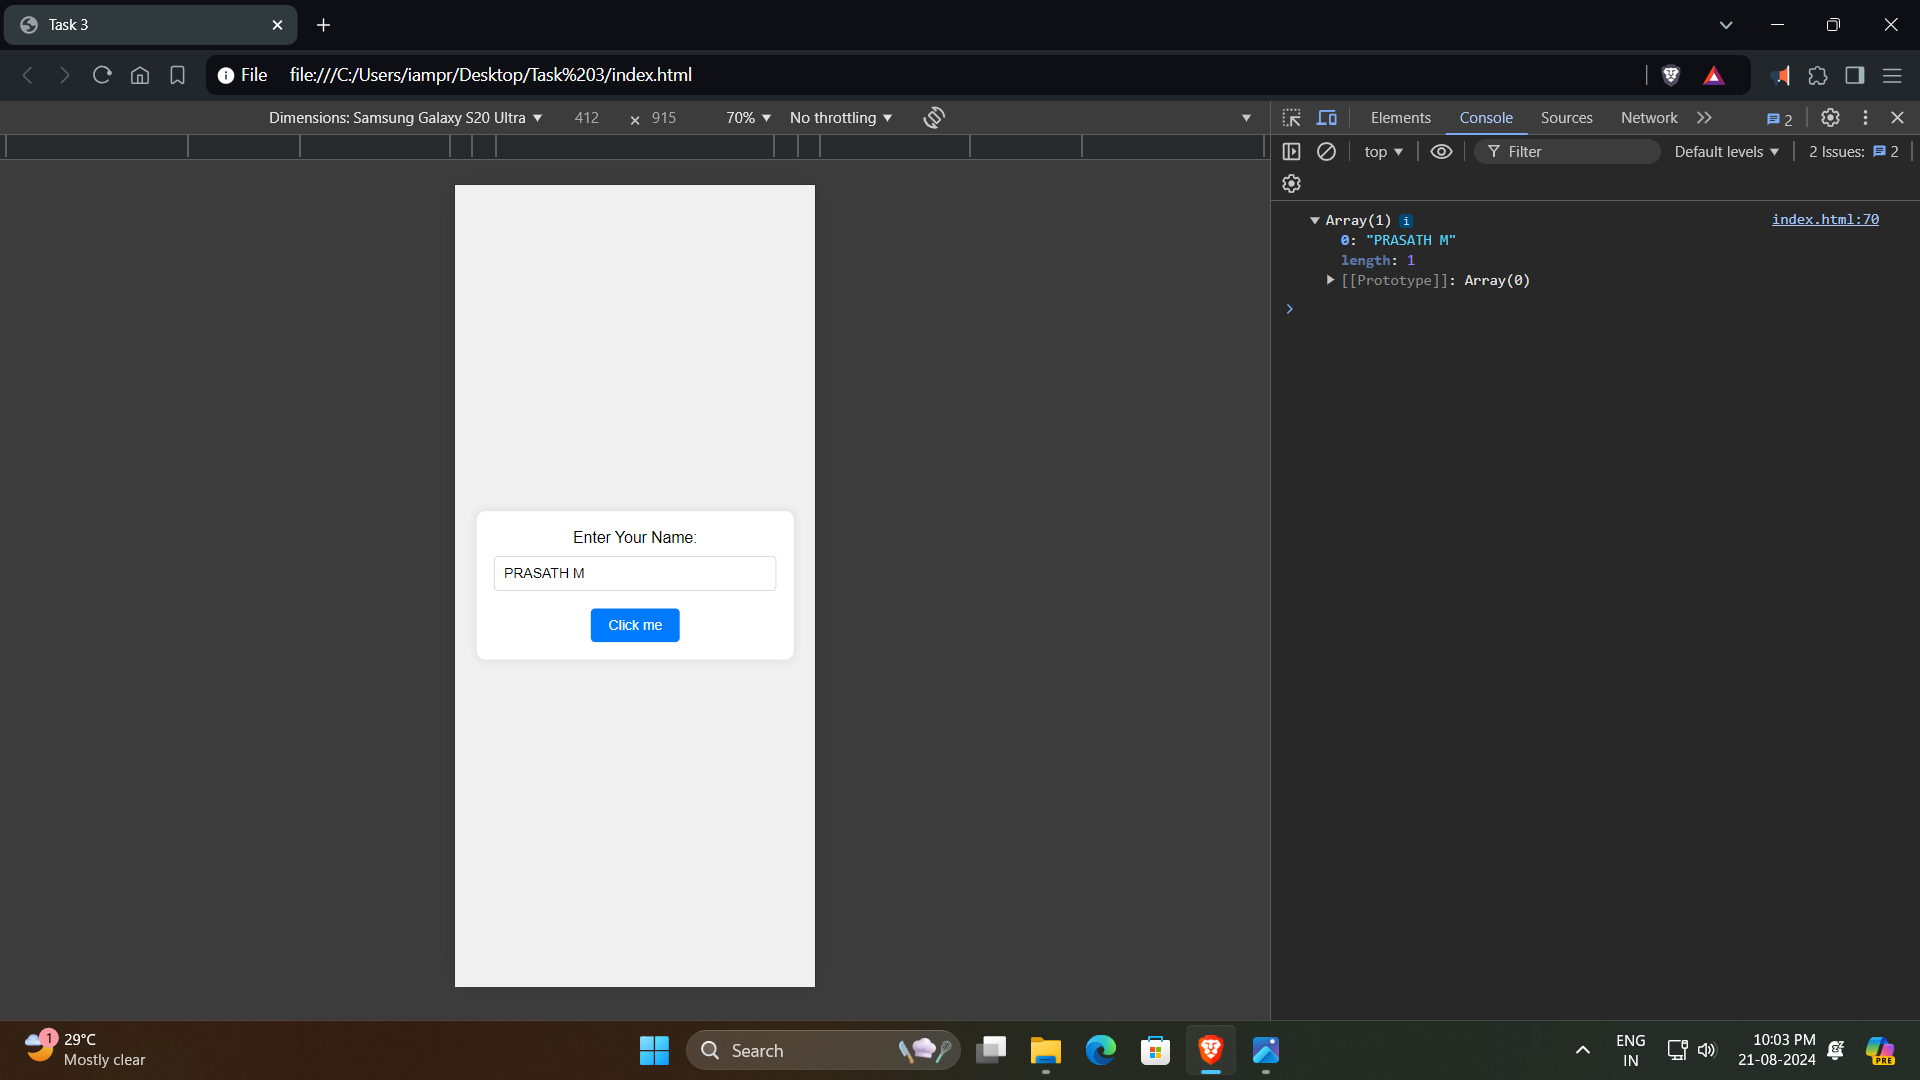 Task 3
File file:///C:/Users/iampr/Desktop/Task%203/index.html
Dimensions: Samsung Galaxy S20 Ultra 412 × 915 70% No throttling
Elements Console Sources Network 2
top Filter Default levels 2 Issues: 2
Array(1) i index.html:70
0: "PRASATH M"
length: 1
[[Prototype]]: Array(0)
Enter Your Name:
PRASATH M
Click me
1 29°C
Mostly clear
Search
ENG
IN
10:03 PM
21-08-2024
PRE